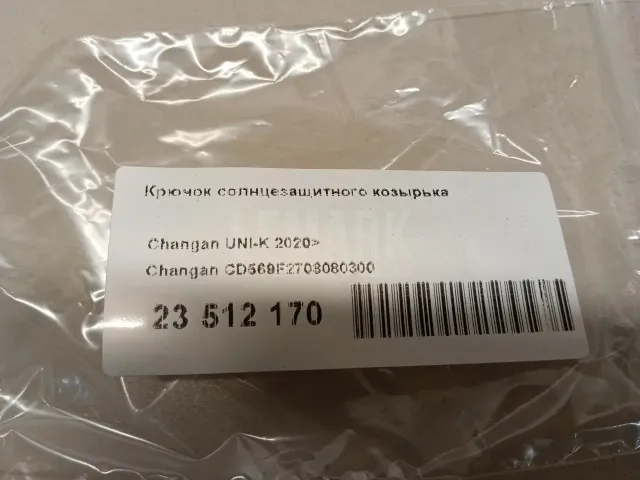 Крючок солнцезащитного козырька
Changan UNI-K 2020>
Changan CD569F2708080300
23 512 170